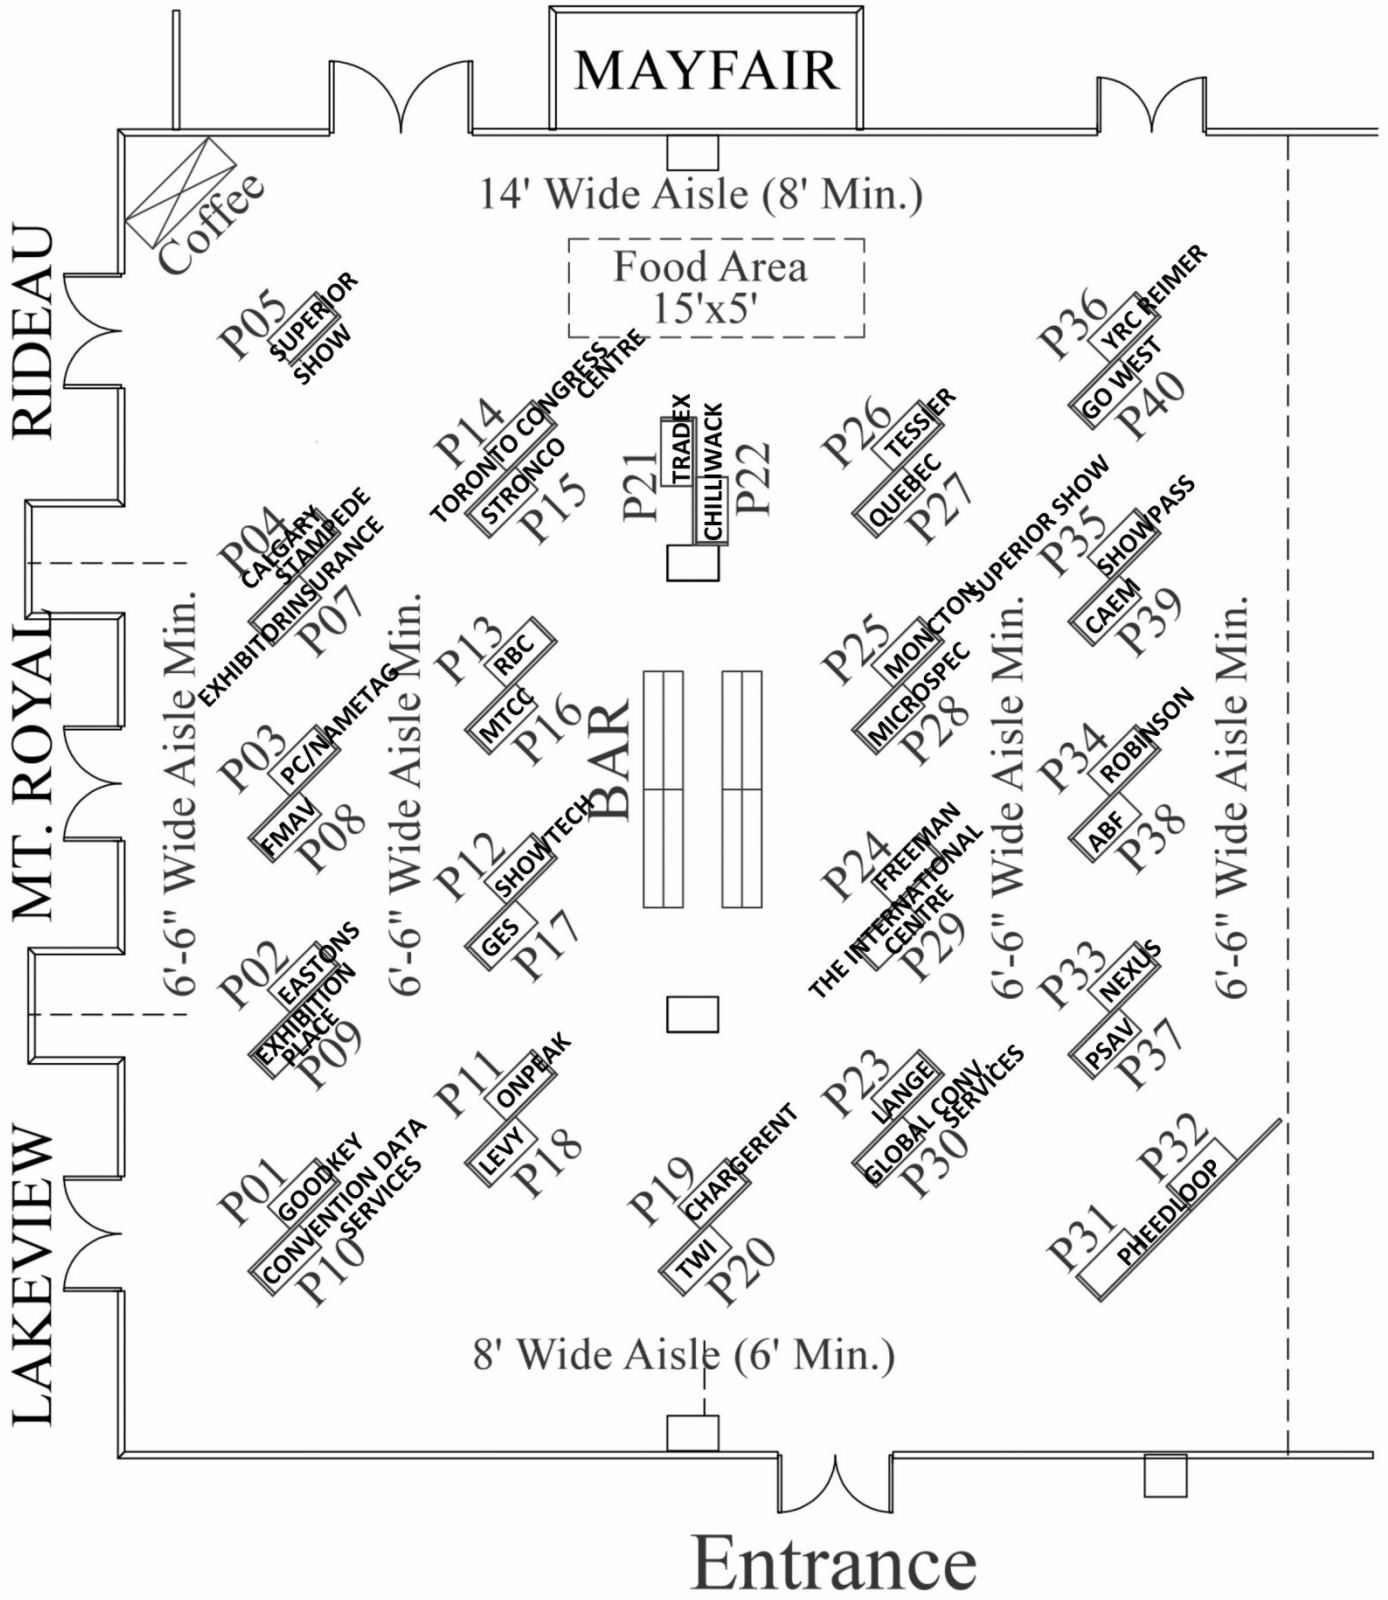 MAYFAIR
14' Wide Aisle (8' Min.)
Coffee
Food Area
15'x5'
RIDEAU
MT. ROYAL
LAKEVIEW
P05
SUPERIOR
SHOW
P14
TORONTO CONGRESS
CENTRE
STRONCO
P15
P21
TRADEX
CHILLIWACK
P22
P26
TESSIER
QUEBEC
P27
P36
YRC REIMER
GO WEST
P40
P04
CALGARY
STAMPEDE
EXHIBITORINSURANCE
P07
P13
RBC
MTCC
P16
P25
MONCTON
SUPERIOR SHOW
MICROSPEC
P28
P35
SHOWPASS
CAEM
P39
6'-6" Wide Aisle Min.
6'-6" Wide Aisle Min.
6'-6" Wide Aisle Min.
6'-6" Wide Aisle Min.
P03
PC/NAMETAG
FMAV
P08
BAR
P12
SHOWTECH
GES
P17
P24
FREEMAN
THE INTERNATIONAL
CENTRE
P29
P34
ROBINSON
ABF
P38
P02
EASTONS
EXHIBITION
PLACE
P09
P11
ONPEAK
LEVY
P18
P23
LANGE
GLOBAL CONV.
SERVICES
P30
P33
NEXUS
PSAV
P37
P01
GOODKEY
CONVENTION DATA
SERVICES
P10
P19
CHARGERENT
TWI
P20
P32
PHEEDLOOP
P31
8' Wide Aisle (6' Min.)
Entrance